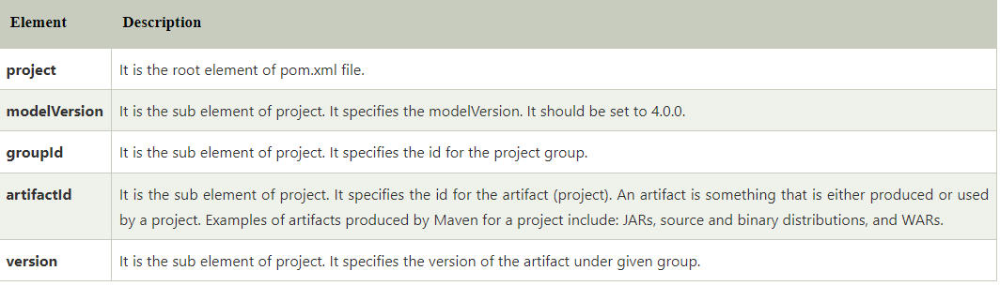 Element Description
project It is the root element of pom.xml file.
modelVersion It is the sub element of project. It specifies the modelVersion. It should be set to 4.0.0.
groupId It is the sub element of project. It specifies the id for the project group.
artifactId It is the sub element of project. It specifies the id for the artifact (project). An artifact is something that is either produced or used
by a project. Examples of artifacts produced by Maven for a project include: JARs, source and binary distributions, and WARs.
version It is the sub element of project. It specifies the version of the artifact under given group.